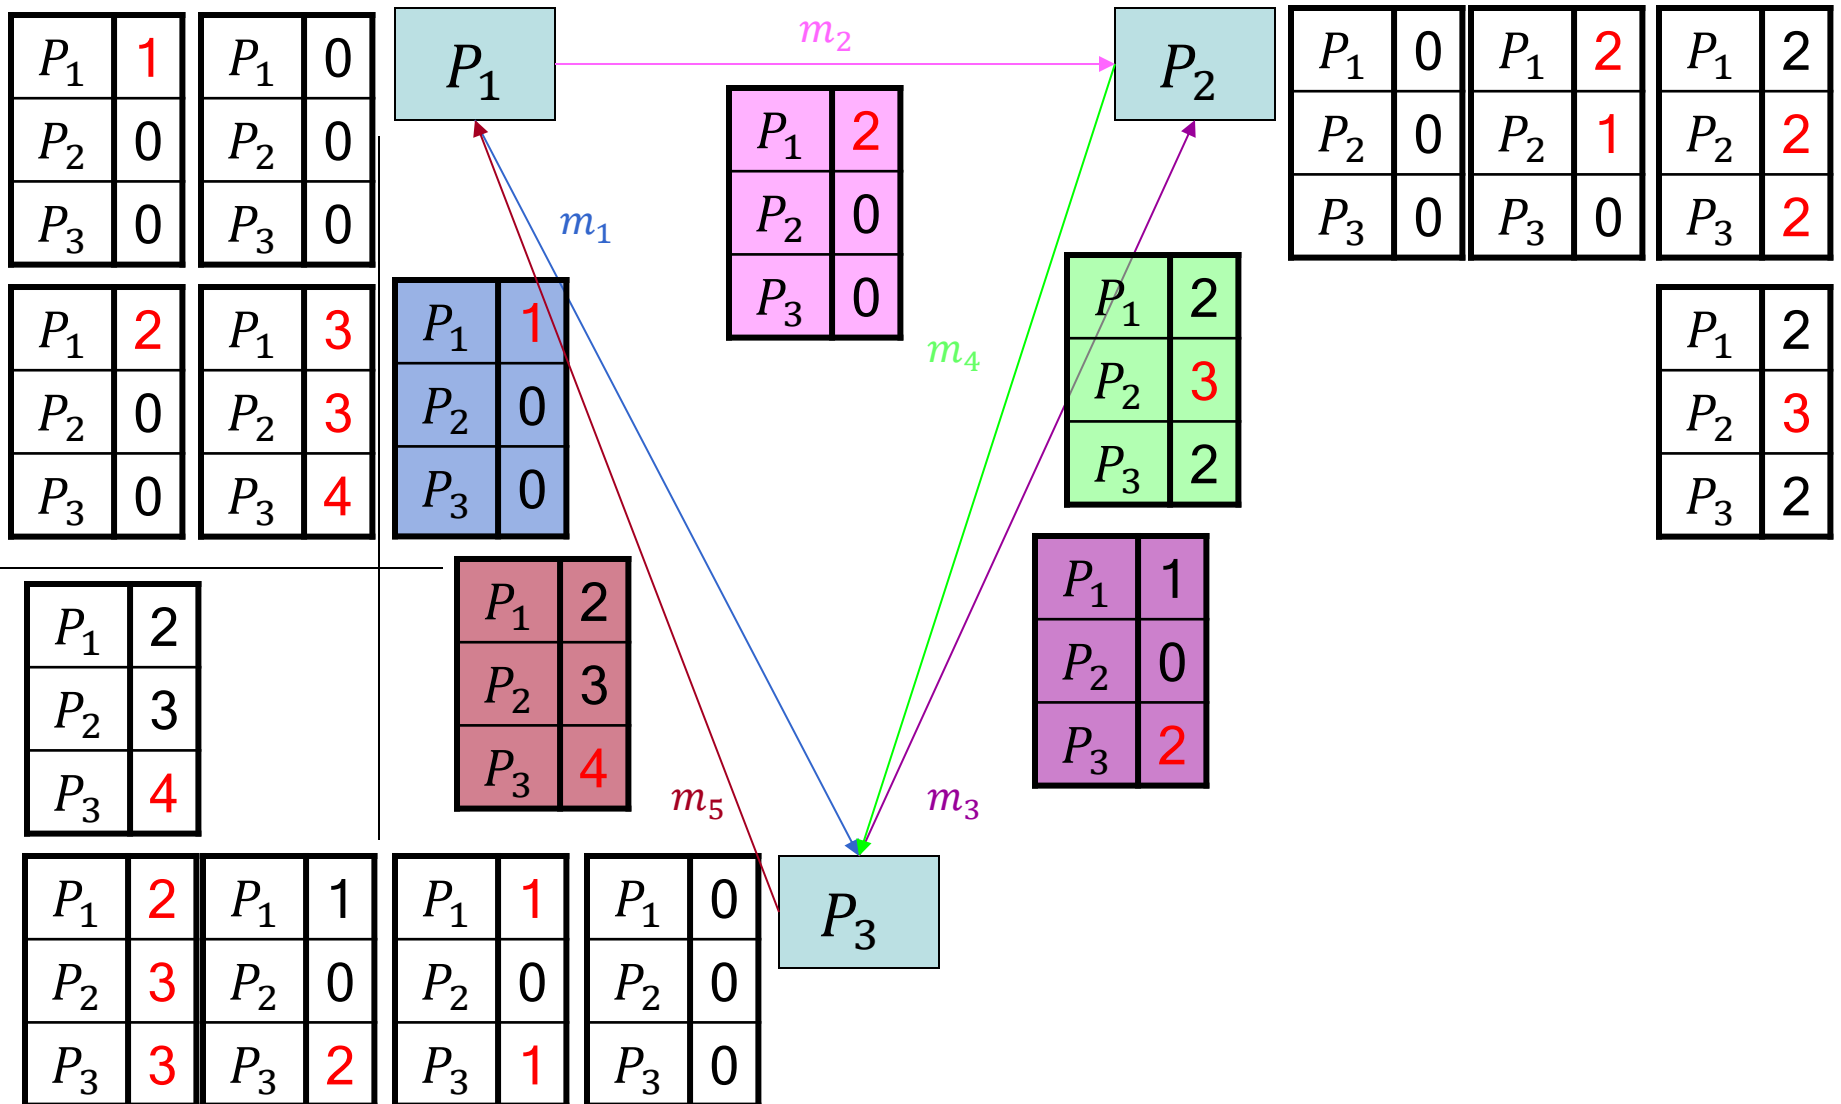 P₁ 1 P₁ 0 P₁ m₂ P₂ P₁ 0 P₁ 2 P₁ 2
P₂ 0 P₂ 0 P₂ 0 P₂ 1 P₂ 2
P₃ 0 P₃ 0 P₃ 0 P₃ 0 P₃ 2
P₁ 2
P₂ 0
P₃ 0
m₁
P₁ 2 P₁ 3 P₁ 1 P₁ 2 P₁ 2
P₂ 0 P₂ 3 P₂ 0 m₄ P₂ 3 P₂ 3
P₃ 0 P₃ 4 P₃ 0 P₃ 2 P₃ 2
P₁ 2 P₁ 2 P₁ 1
P₂ 3 P₂ 3 P₂ 0
P₃ 4 P₃ 4 P₃ 2
m₅ m₃
P₁ 2 P₁ 1 P₁ 1 P₁ 0 P₃
P₂ 3 P₂ 0 P₂ 0 P₂ 0
P₃ 3 P₃ 2 P₃ 1 P₃ 0